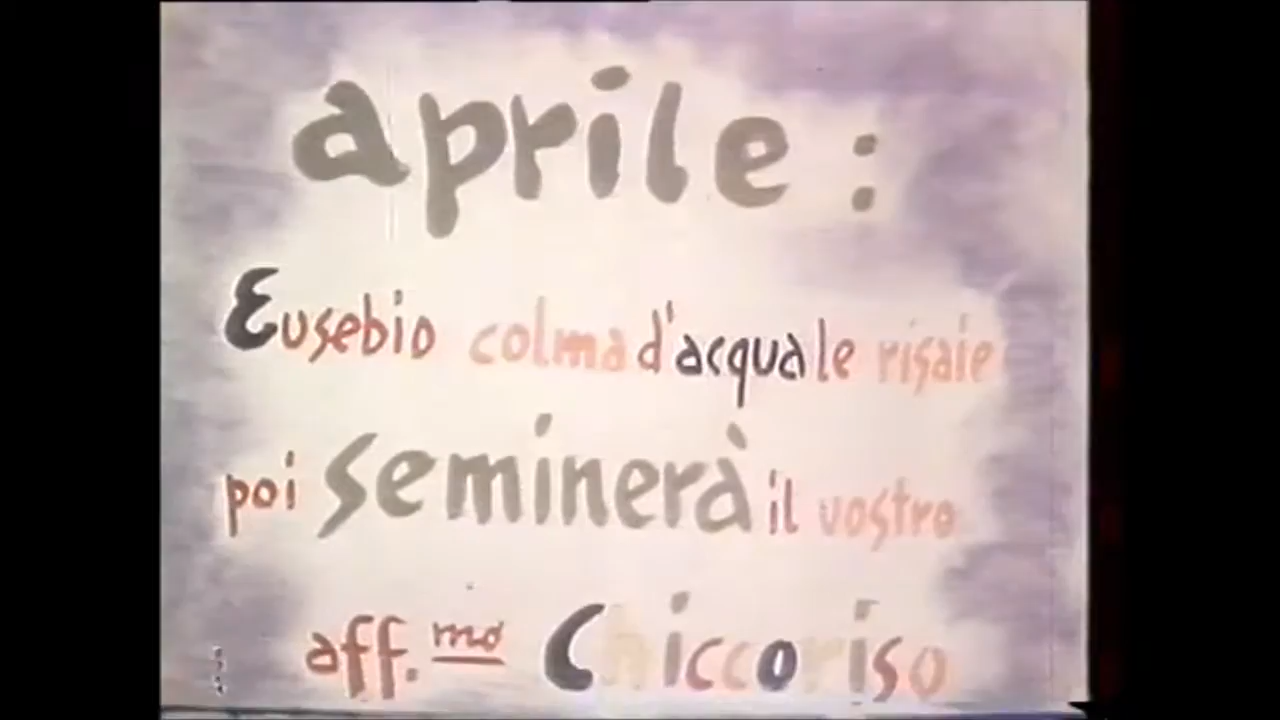 aprile :
Eusebio colma d'acqua le risaie
poi seminerà il vostro
aff.mo Chiccoriso